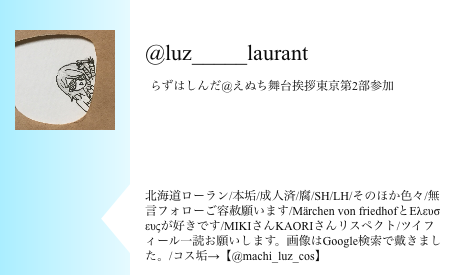 @luz_____laurant
らずはしんだ@えぬち舞台挨拶東京第2部参加
北海道ローラン/本垢/成人済/腐/SH/LH/そのほか色々/無
言フォローご容赦願います/Märchen von friedhofとΕλευσ
ευςが好きです/MIKIさんKAORIさんリスペクト/ツイフ
ィール一読お願いします。画像はGoogle検索で戴きまし
た。/コス垢→【@machi_luz_cos】